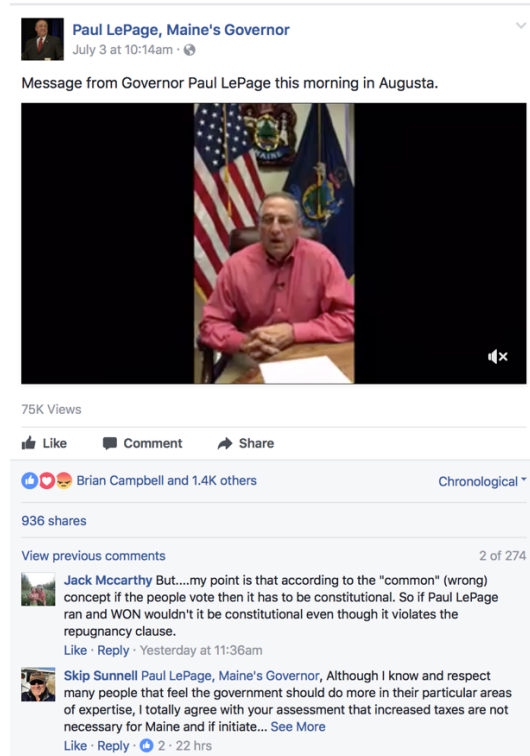 Paul LePage, Maine's Governor
July 3 at 10:14am ·
Message from Governor Paul LePage this morning in Augusta.
MAINE
75K Views
Like Comment Share
Brian Campbell and 1.4K others Chronological
936 shares
View previous comments 2 of 274
Jack Mccarthy But....my point is that according to the "common" (wrong)
concept if the people vote then it has to be constitutional. So if Paul LePage
ran and WON wouldn't it be constitutional even though it violates the
repugnancy clause.
Like · Reply · Yesterday at 11:36am
Skip Sunnell Paul LePage, Maine's Governor, Although I know and respect
many people that feel the government should do more in their particular areas
of expertise, I totally agree with your assessment that increased taxes are not
necessary for Maine and if initiate... See More
Like · Reply · 2 · 22 hrs